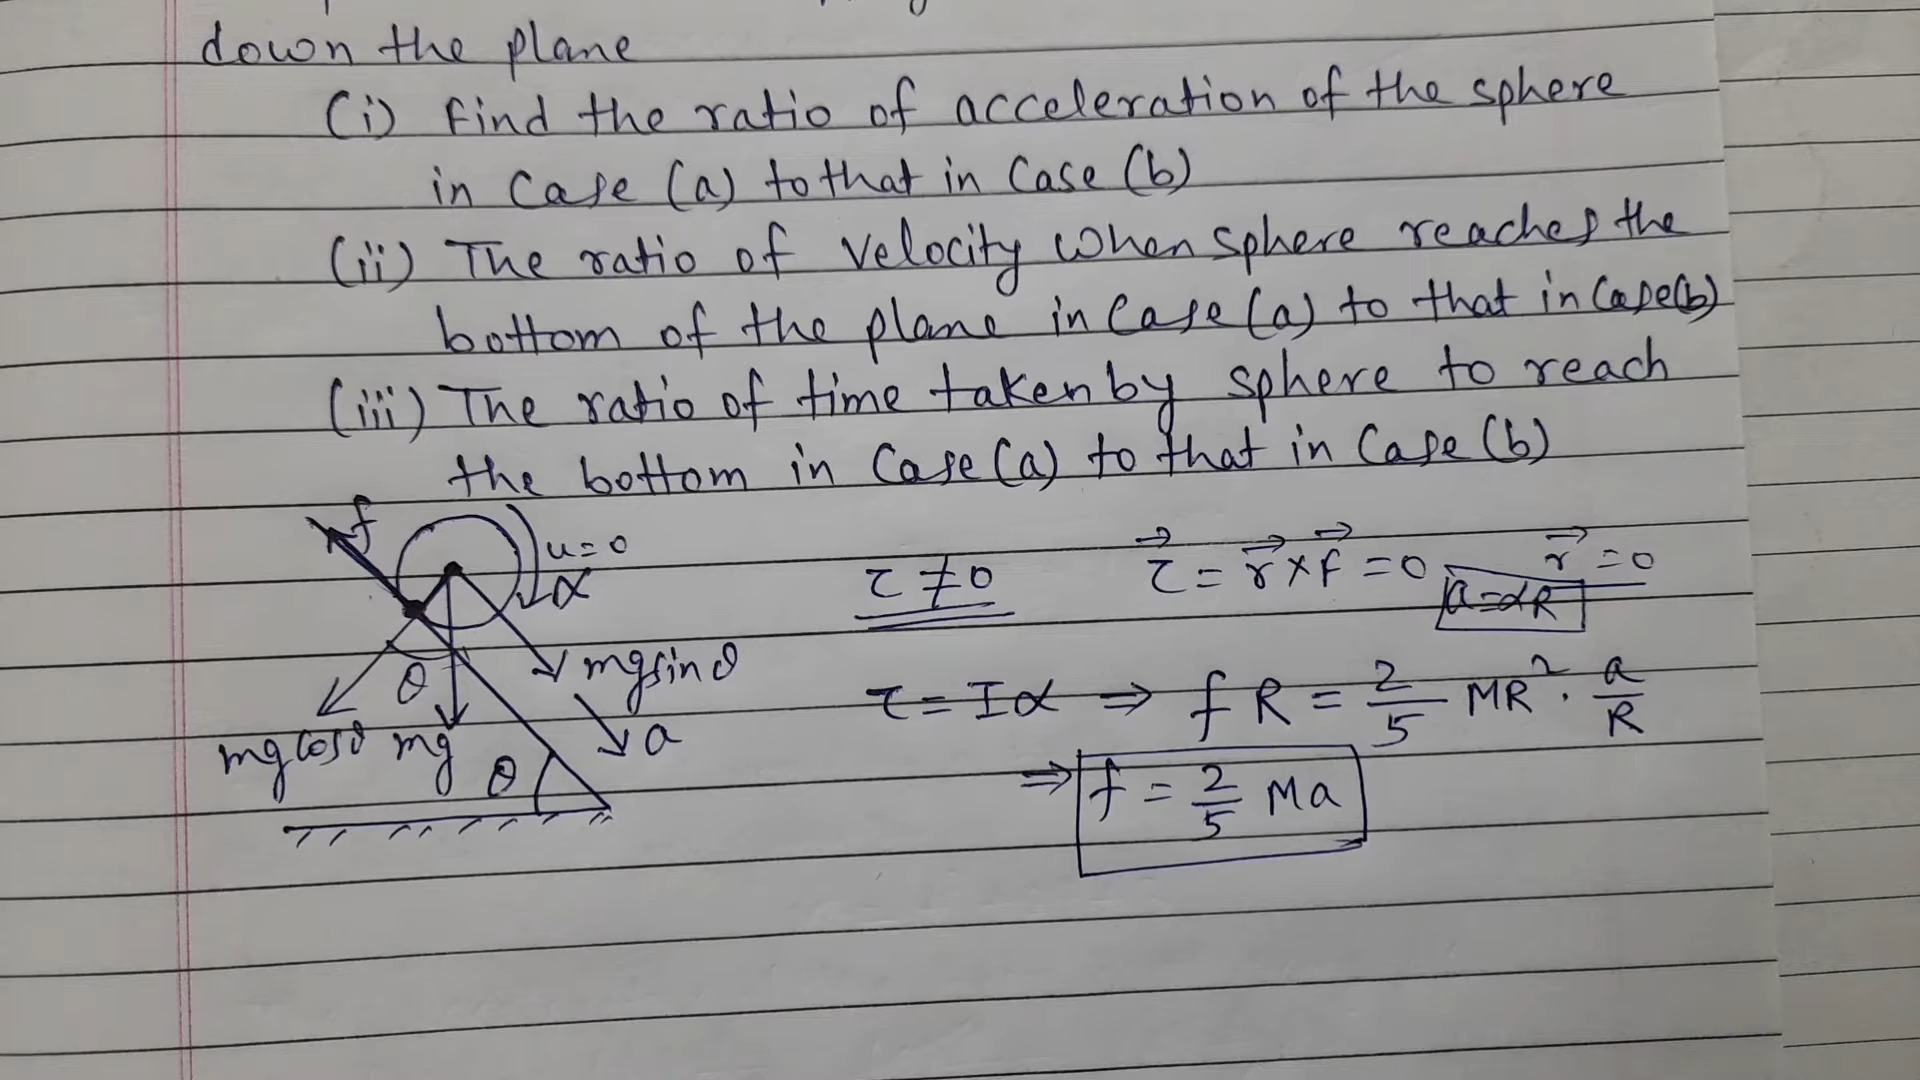 down the plane
(i) Find the ratio of acceleration of the sphere
in Case (a) to that in Case (b)
(ii) The ratio of velocity when sphere reaches the
bottom of the plane in Case (a) to that in Case(b)
(iii) The ratio of time taken by sphere to reach
the bottom in Case (a) to that in Case (b)
f
u=0
α
τ ≠ 0
τ⃗ = r⃗ × F⃗ = 0
r⃗ = 0
a=αR
θ
mg sin θ
τ = Iα ⇒ f R = 2/5 MR² · a/R
mg cos θ
mg
a
θ
⇒ f = 2/5 Ma